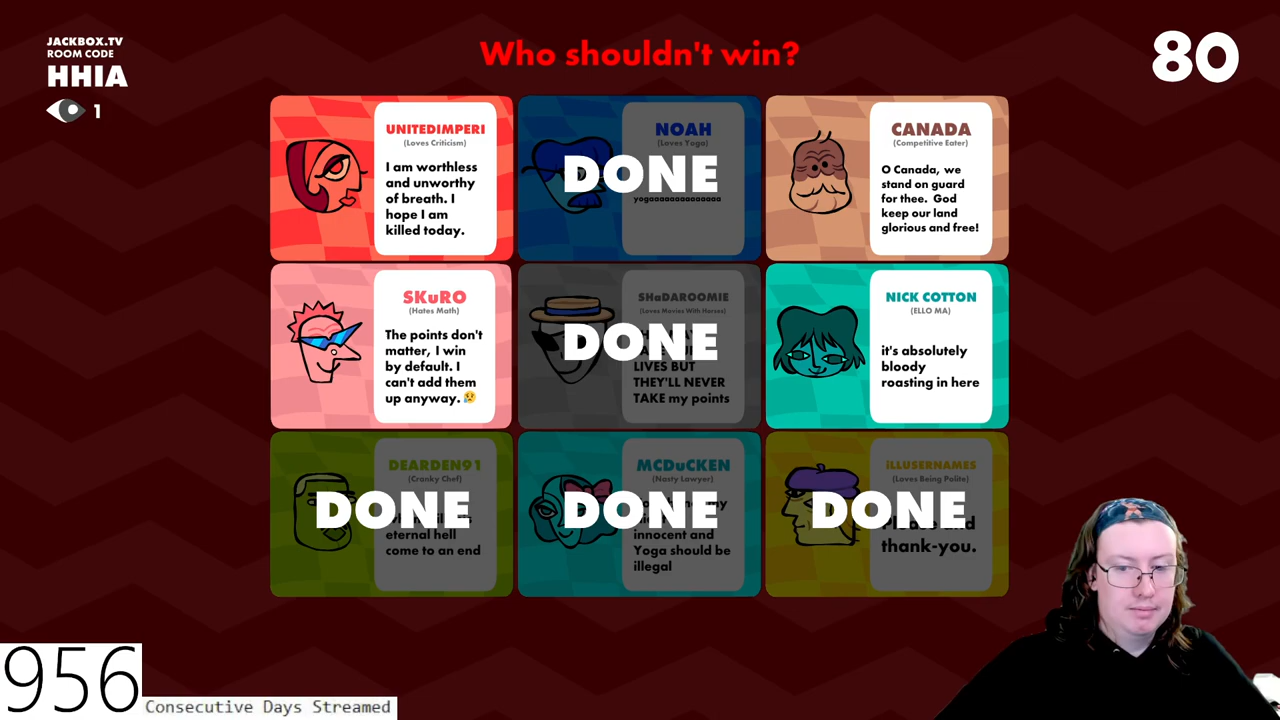 JACKBOX.TV
ROOM CODE
HHIA
1
Who shouldn't win?
80
UNITEDIMPERI
(Loves Criticism)
I am worthless
and unworthy
of breath. I
hope I am
killed today.
NOAH
(Loves Yoga)
yogaaaaaaaaaaaaaa
DONE
CANADA
(Competitive Eater)
O Canada, we
stand on guard
for thee. God
keep our land
glorious and free!
SKuRO
(Hates Math)
The points don't
matter, I win
by default. I
can't add them
up anyway. 😥
SHaDAROOMIE
(Loves Movies With Horses)
DONE
LIVES BUT
THEY'LL NEVER
TAKE my points
NICK COTTON
(ELLO MA)
it's absolutely
bloody
roasting in here
DEARDEN91
(Cranky Chef)
DONE
eternal hell
come to an end
MCDuCKEN
(Nasty Lawyer)
DONE
innocent and
Yoga should be
illegal
iLLUSERNAMES
(Loves Being Polite)
DONE
Please and
thank-you.
956
Consecutive Days Streamed